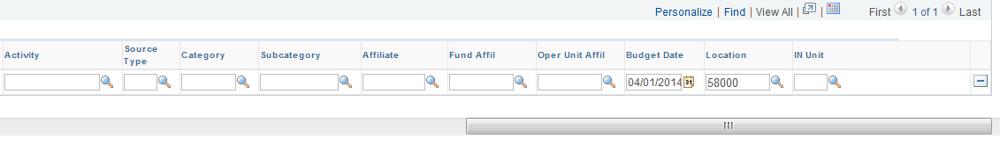 Personalize | Find | View All | | First 1 of 1 Last
Activity Source Type Category Subcategory Affiliate Fund Affil Oper Unit Affil Budget Date Location IN Unit
04/01/2014 31 58000